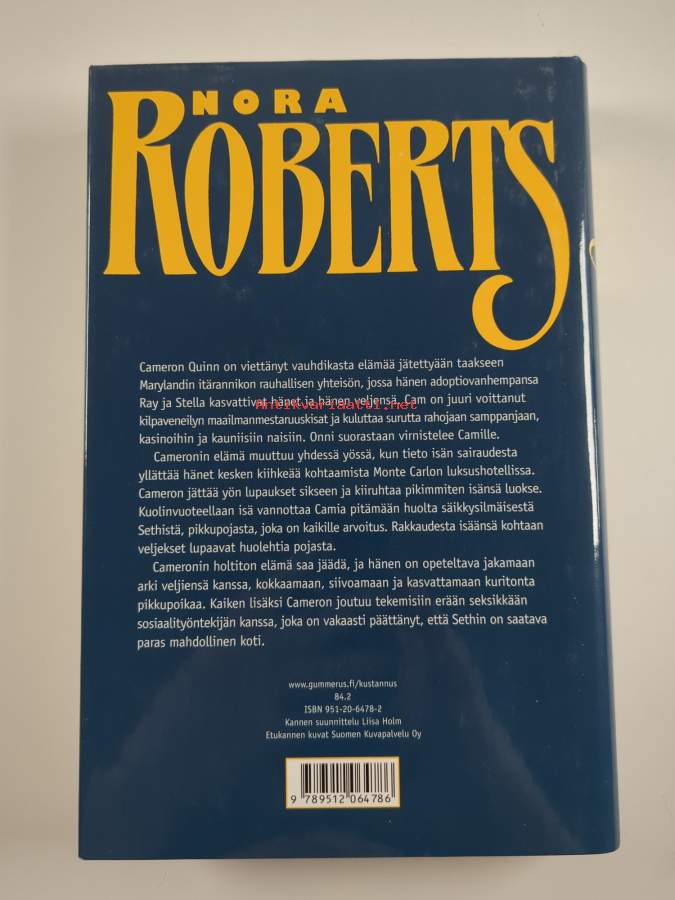 NORA
ROBERTS
Cameron Quinn on viettänyt vauhdikasta elämää jätettyään taakseen
Marylandin itärannikon rauhallisen yhteisön, jossa hänen adoptiovanhempansa
Ray ja Stella kasvattivat hänet ja hänen veljensä. Cam on juuri voittanut
Antikvariaatti.net
kilpaveneilyn maailmanmestaruuskisat ja kuluttaa surutta rahojaan samppanjaan,
kasinoihin ja kauniisiin naisiin. Onni suorastaan virnistelee Camille.
Cameronin elämä muuttuu yhdessä yössä, kun tieto isän sairaudesta
yllättää hänet kesken kiihkeää kohtaamista Monte Carlon luksushotellissa.
Cameron jättää yön lupaukset sikseen ja kiiruhtaa pikimmiten isänsä luokse.
Kuolinvuoteellaan isä vannottaa Camia pitämään huolta säikkysilmäisestä
Sethistä, pikkupojasta, joka on kaikille arvoitus. Rakkaudesta isäänsä kohtaan
veljekset lupaavat huolehtia pojasta.
Cameronin holtiton elämä saa jäädä, ja hänen on opeteltava jakamaan
arki veljiensä kanssa, kokkaamaan, siivoamaan ja kasvattamaan kuritonta
pikkupoikaa. Kaiken lisäksi Cameron joutuu tekemisiin erään seksikkään
sosiaalityöntekijän kanssa, joka on vakaasti päättänyt, että Sethin on saatava
paras mahdollinen koti.
www.gummerus.fi/kustannus
84.2
ISBN 951-20-6478-2
Kannen suunnittelu Liisa Holm
Etukannen kuvat Suomen Kuvapalvelu Oy
9 789512 064786